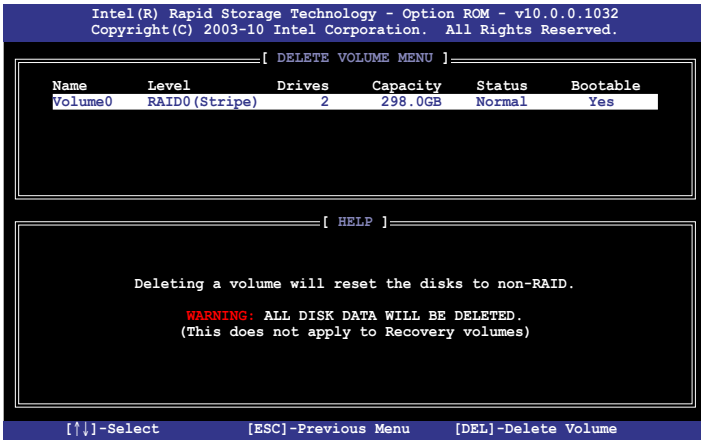 Intel(R) Rapid Storage Technology - Option ROM - v10.0.0.1032
Copyright(C) 2003-10 Intel Corporation. All Rights Reserved.
[ DELETE VOLUME MENU ]
Name Level Drives Capacity Status Bootable
Volume0 RAID0(Stripe) 2 298.0GB Normal Yes
[ HELP ]
Deleting a volume will reset the disks to non-RAID.
WARNING: ALL DISK DATA WILL BE DELETED.
(This does not apply to Recovery volumes)
[↑↓]-Select [ESC]-Previous Menu [DEL]-Delete Volume